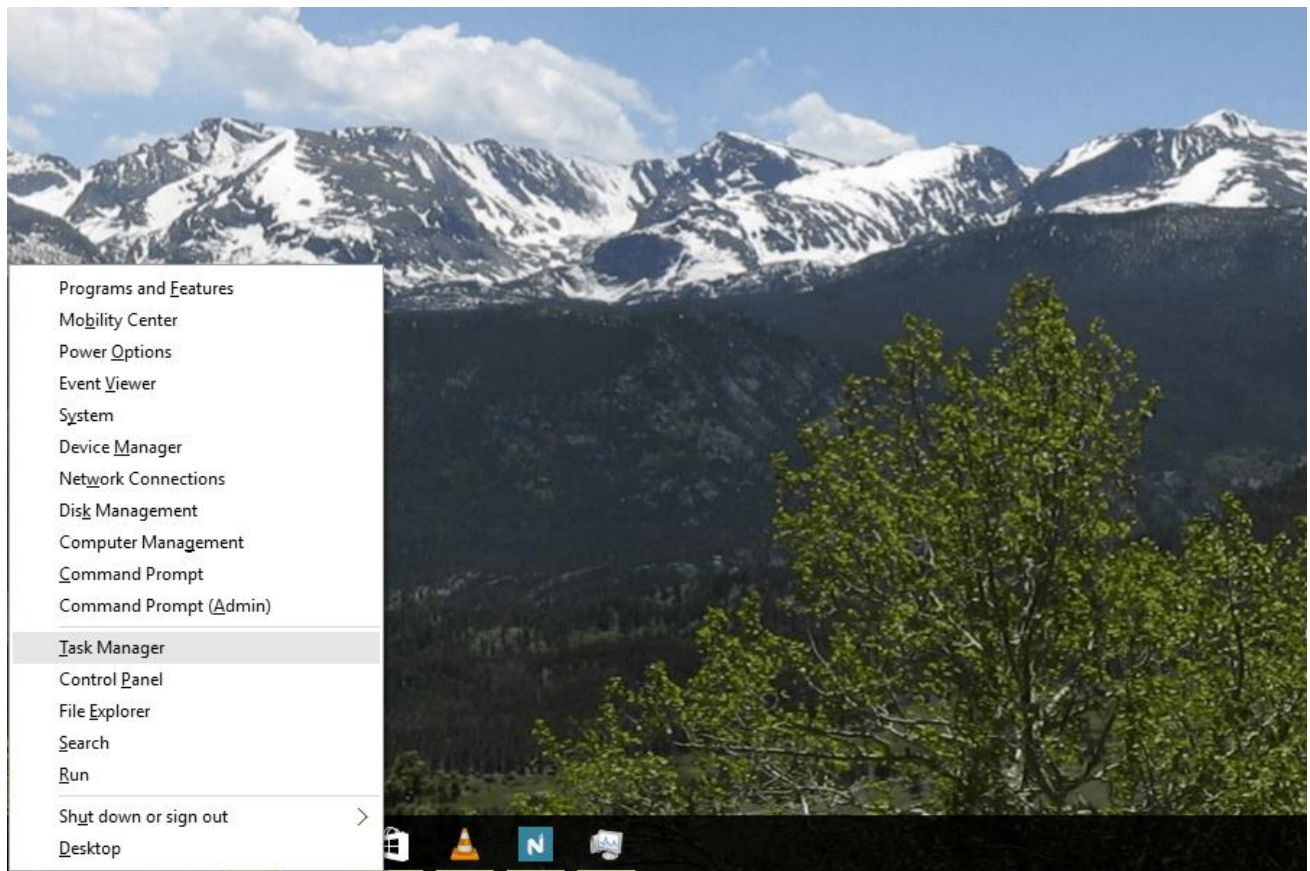 Programs and Features
Mobility Center
Power Options
Event Viewer
System
Device Manager
Network Connections
Disk Management
Computer Management
Command Prompt
Command Prompt (Admin)
Task Manager
Control Panel
File Explorer
Search
Run
Shut down or sign out
Desktop
N